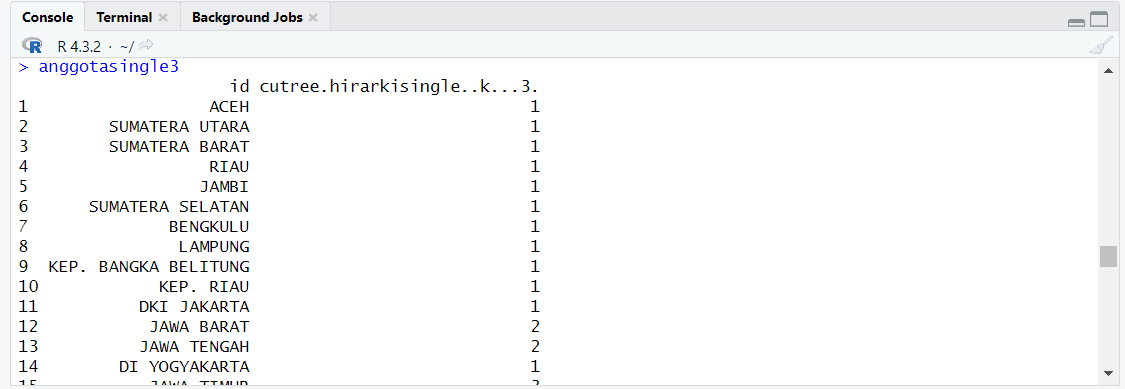 Console Terminal Background Jobs
R R 4.3.2 · ~/
> anggotasingle3
id cutree.hirarkisingle..k...3.
1 ACEH 1
2 SUMATERA UTARA 1
3 SUMATERA BARAT 1
4 RIAU 1
5 JAMBI 1
6 SUMATERA SELATAN 1
7 BENGKULU 1
8 LAMPUNG 1
9 KEP. BANGKA BELITUNG 1
10 KEP. RIAU 1
11 DKI JAKARTA 1
12 JAWA BARAT 2
13 JAWA TENGAH 2
14 DI YOGYAKARTA 1
15 JAWA TIMUR 3